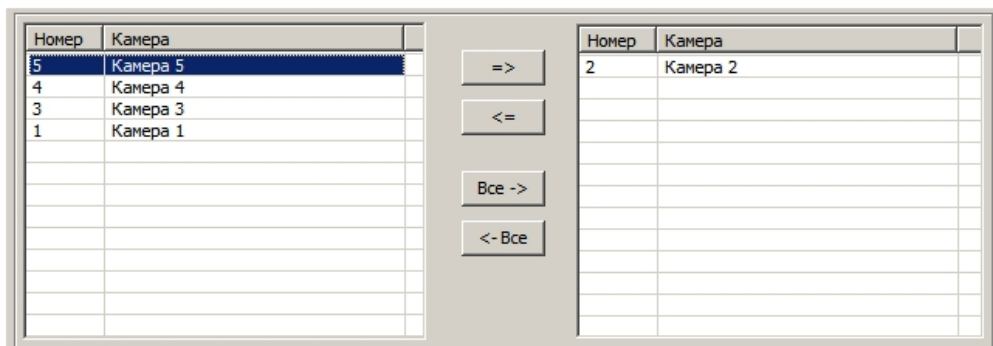 Номер Камера
5 Камера 5
4 Камера 4
3 Камера 3
1 Камера 1
=>
<=
Все ->
<- Все
Номер Камера
2 Камера 2